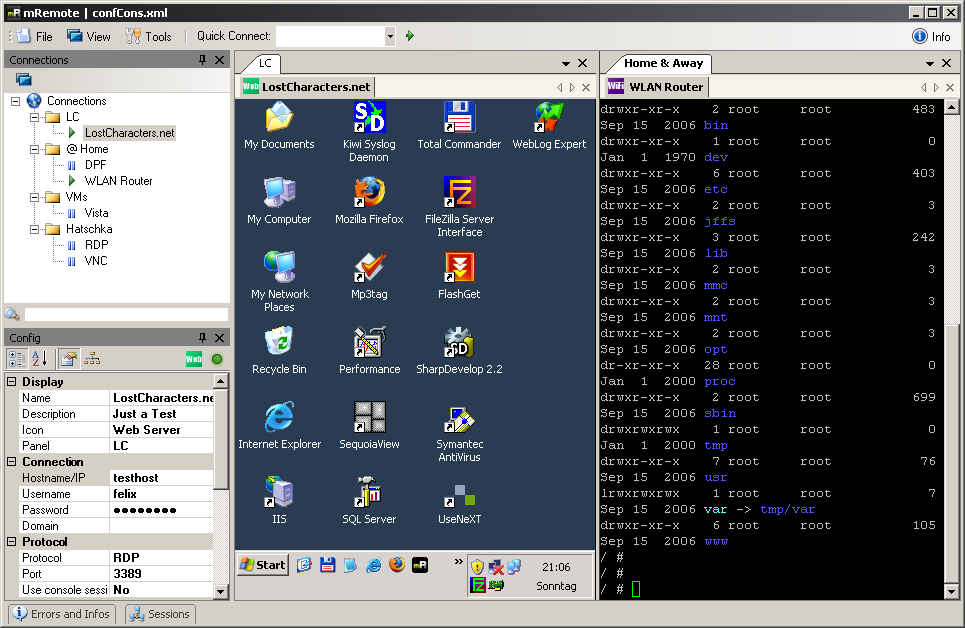 mR mRemote | confCons.xml
File View Tools Quick Connect: Info
Connections
Connections
LC
LostCharacters.net
@ Home
DPF
WLAN Router
VMs
Vista
Hatschka
RDP
VNC
Config
A Z Web
Display
Name LostCharacters.ne
Description Just a Test
Icon Web Server
Panel LC
Connection
Hostname/IP testhost
Username felix
Password ●●●●●●●●
Domain
Protocol
Protocol RDP
Port 3389
Use console sessi No
Errors and Infos Sessions
LC
Web LostCharacters.net
My Documents
Kiwi Syslog
Daemon
Total Commander
WebLog Expert
My Computer
Mozilla Firefox
FileZilla Server
Interface
My Network
Places
Mp3tag
FlashGet
Recycle Bin
Performance
SharpDevelop 2.2
Internet Explorer
SequoiaView
Symantec
AntiVirus
IIS
SQL Server
UseNeXT
Start mR » 21:06
Sonntag
Home & Away
WiFi WLAN Router
drwxr-xr-x 2 root root 483
Sep 15 2006 bin
drwxr-xr-x 1 root root 0
Jan 1 1970 dev
drwxr-xr-x 6 root root 403
Sep 15 2006 etc
drwxr-xr-x 2 root root 3
Sep 15 2006 jffs
drwxr-xr-x 3 root root 242
Sep 15 2006 lib
drwxr-xr-x 2 root root 3
Sep 15 2006 mmc
drwxr-xr-x 2 root root 3
Sep 15 2006 mnt
drwxr-xr-x 2 root root 3
Sep 15 2006 opt
dr-xr-xr-x 28 root root 0
Jan 1 2000 proc
drwxr-xr-x 2 root root 699
Sep 15 2006 sbin
drwxrwxrwx 1 root root 0
Jan 1 2000 tmp
drwxr-xr-x 7 root root 76
Sep 15 2006 usr
lrwxrwxrwx 1 root root 7
Sep 15 2006 var -> tmp/var
drwxr-xr-x 6 root root 105
Sep 15 2006 www
/ #
/ #
/ #